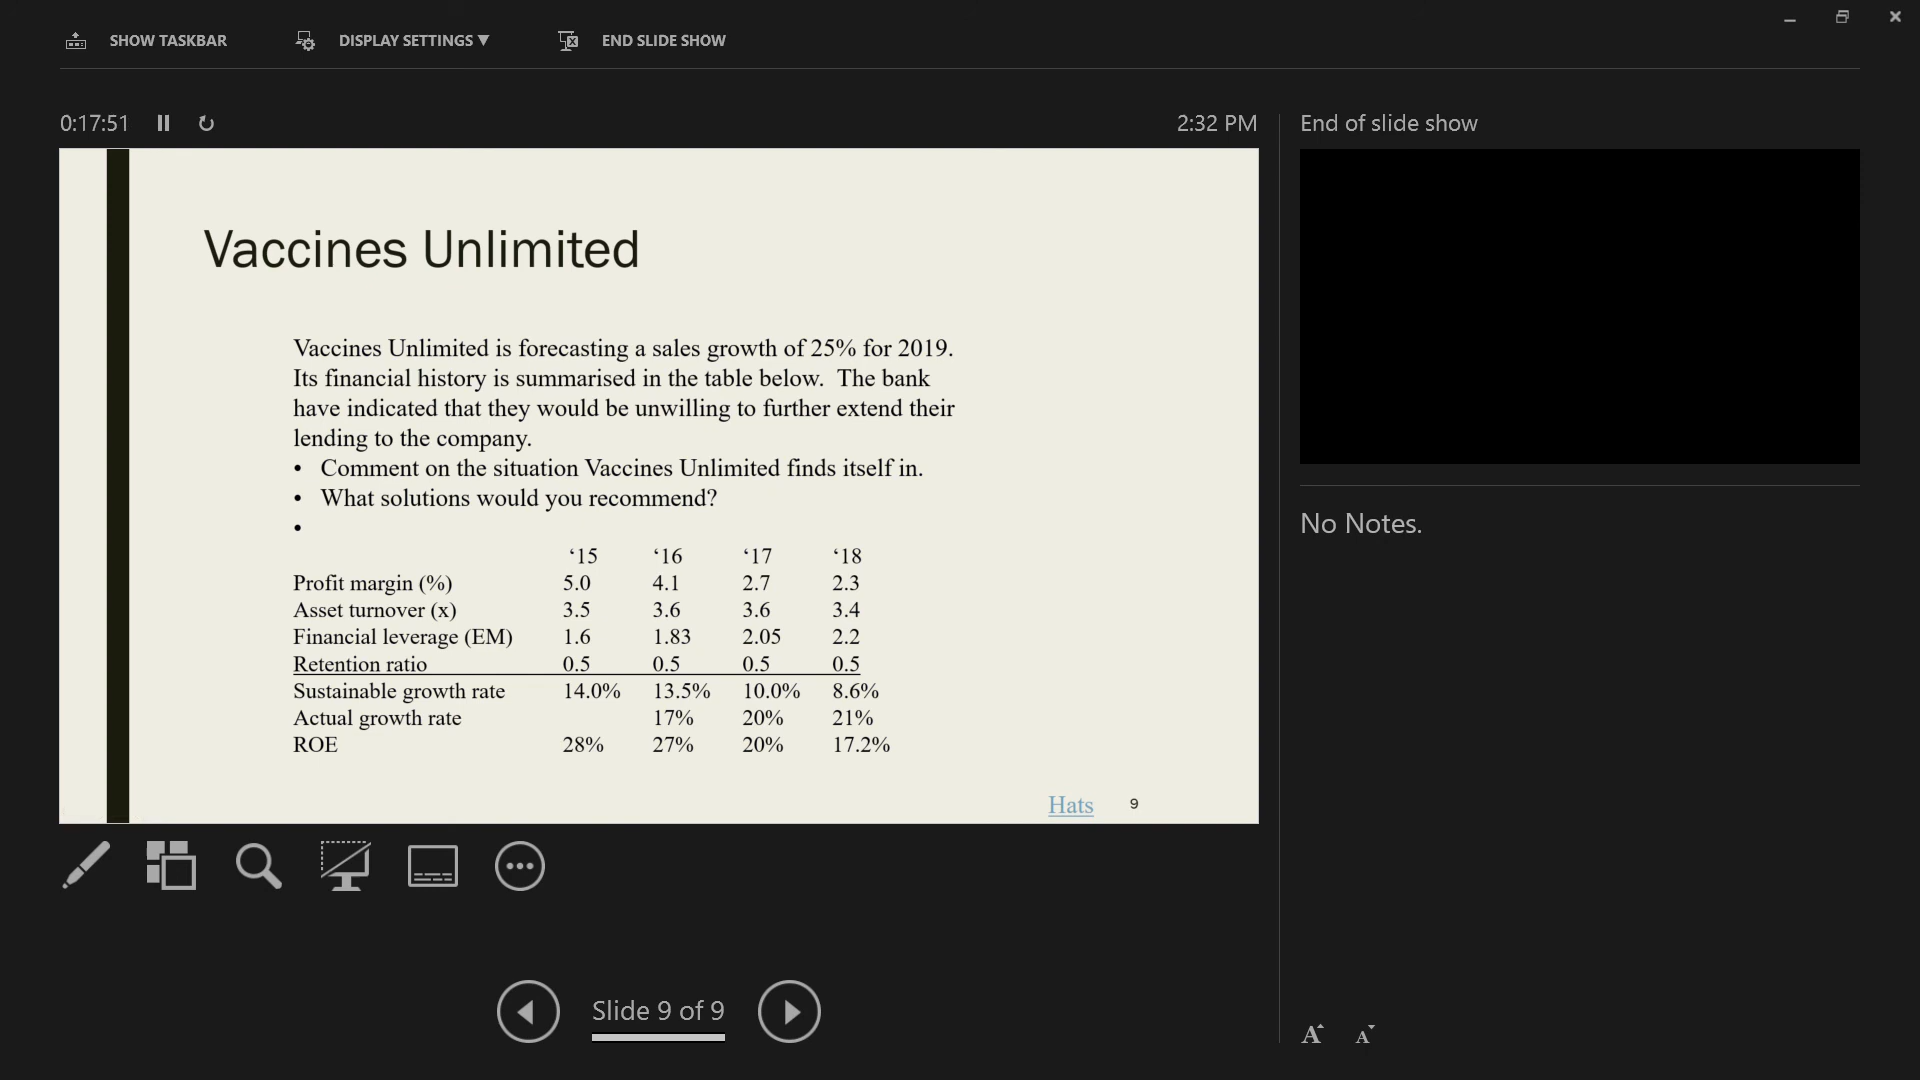 SHOW TASKBAR DISPLAY SETTINGS ▼ END SLIDE SHOW
0:17:51 2:32 PM
Vaccines Unlimited
Vaccines Unlimited is forecasting a sales growth of 25% for 2019.
Its financial history is summarised in the table below. The bank
have indicated that they would be unwilling to further extend their
lending to the company.
• Comment on the situation Vaccines Unlimited finds itself in.
• What solutions would you recommend?
•
‘15 ‘16 ‘17 ‘18
Profit margin (%) 5.0 4.1 2.7 2.3
Asset turnover (x) 3.5 3.6 3.6 3.4
Financial leverage (EM) 1.6 1.83 2.05 2.2
Retention ratio 0.5 0.5 0.5 0.5
Sustainable growth rate 14.0% 13.5% 10.0% 8.6%
Actual growth rate 17% 20% 21%
ROE 28% 27% 20% 17.2%
Hats 9
Slide 9 of 9
End of slide show
No Notes.
A A